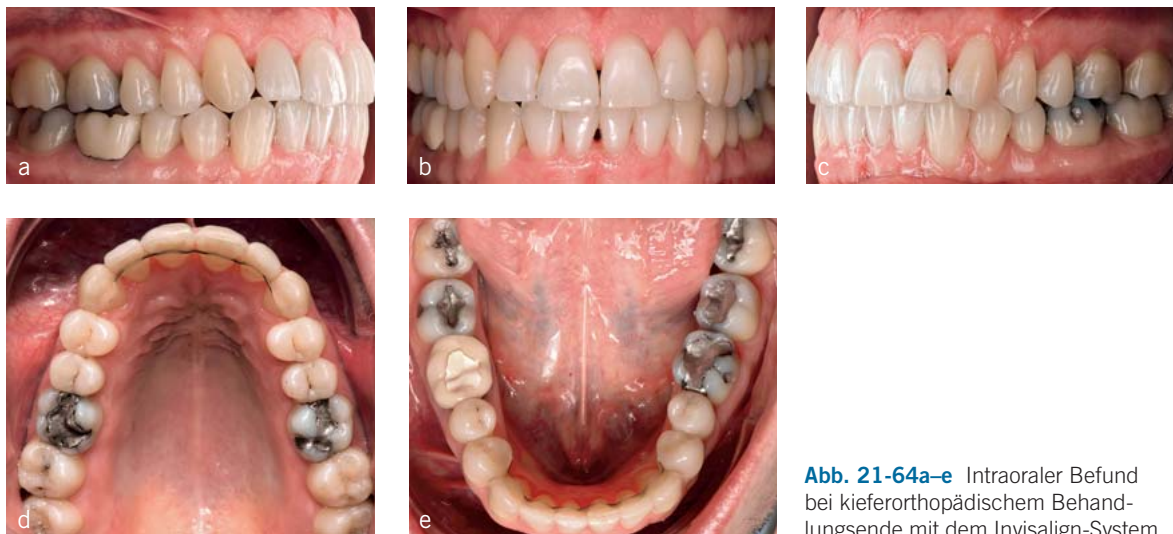 a
b
c
d
e
Abb. 21-64a–e Intraoraler Befund
bei kieferorthopädischem Behand-
lungsende mit dem Invisalign-System